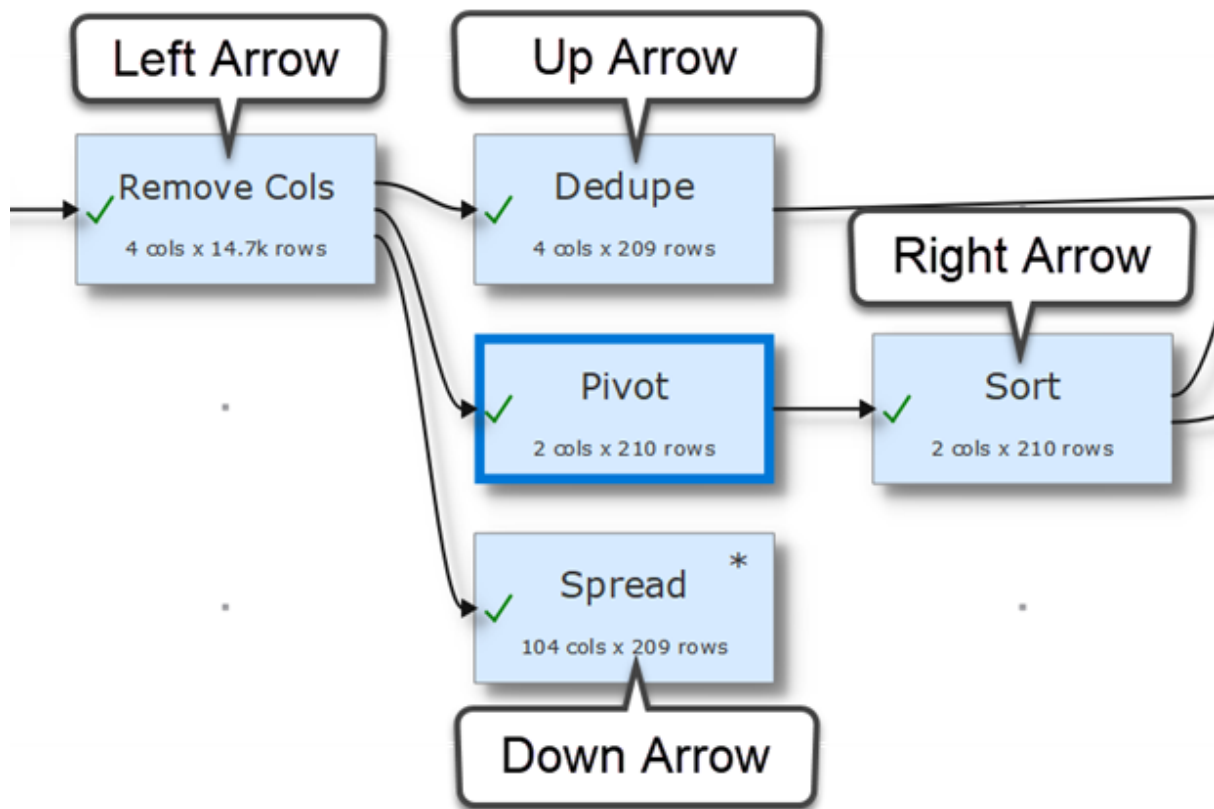 Left Arrow
Up Arrow
Remove Cols
4 cols x 14.7k rows
Dedupe
4 cols x 209 rows
Right Arrow
Pivot
2 cols x 210 rows
Sort
2 cols x 210 rows
Spread
*
104 cols x 209 rows
Down Arrow